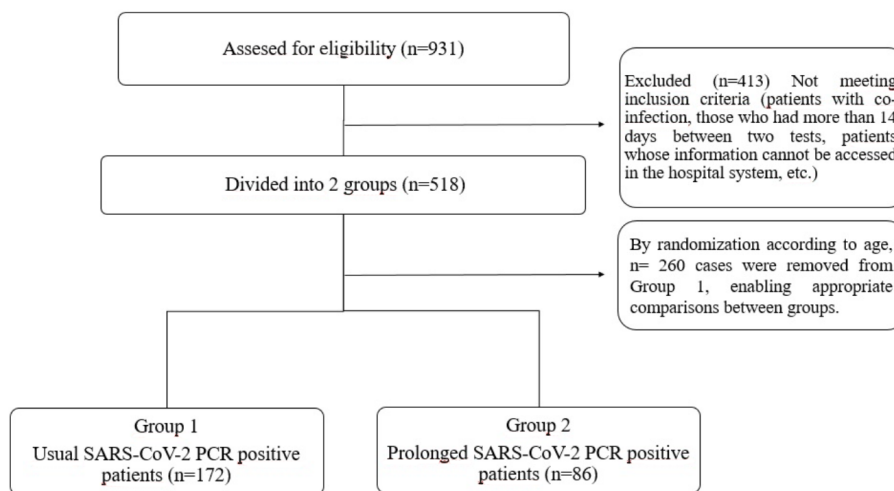 Assesed for eligibility (n=931)
Excluded (n=413) Not meeting
inclusion criteria (patients with co-
infection, those who had more than 14
days between two tests, patients
whose information cannot be accessed
in the hospital system, etc.)
Divided into 2 groups (n=518)
By randomization according to age,
n= 260 cases were removed from
Group 1, enabling appropriate
comparisons between groups.
Group 1
Usual SARS-CoV-2 PCR positive
patients (n=172)
Group 2
Prolonged SARS-CoV-2 PCR positive
patients (n=86)